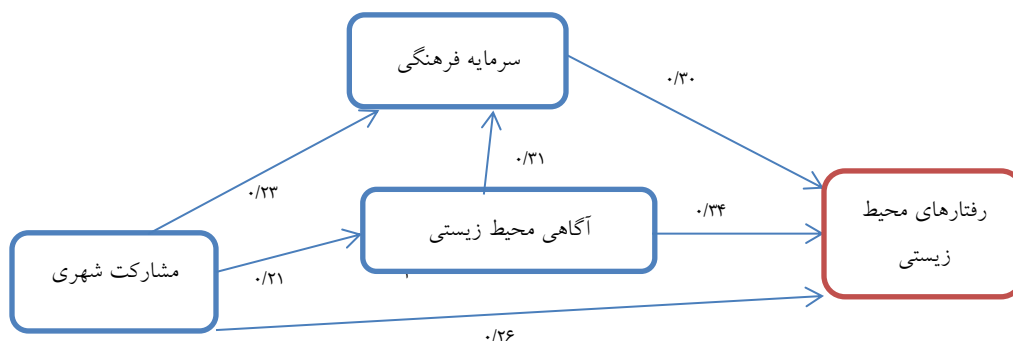 سرمایه فرهنگی
۰/۳۰
۰/۳۱
۰/۲۳
آگاهی محیط زیستی
۰/۳۴
رفتارهای محیط
زیستی
مشارکت شهری
۰/۲۱
۰/۲۶